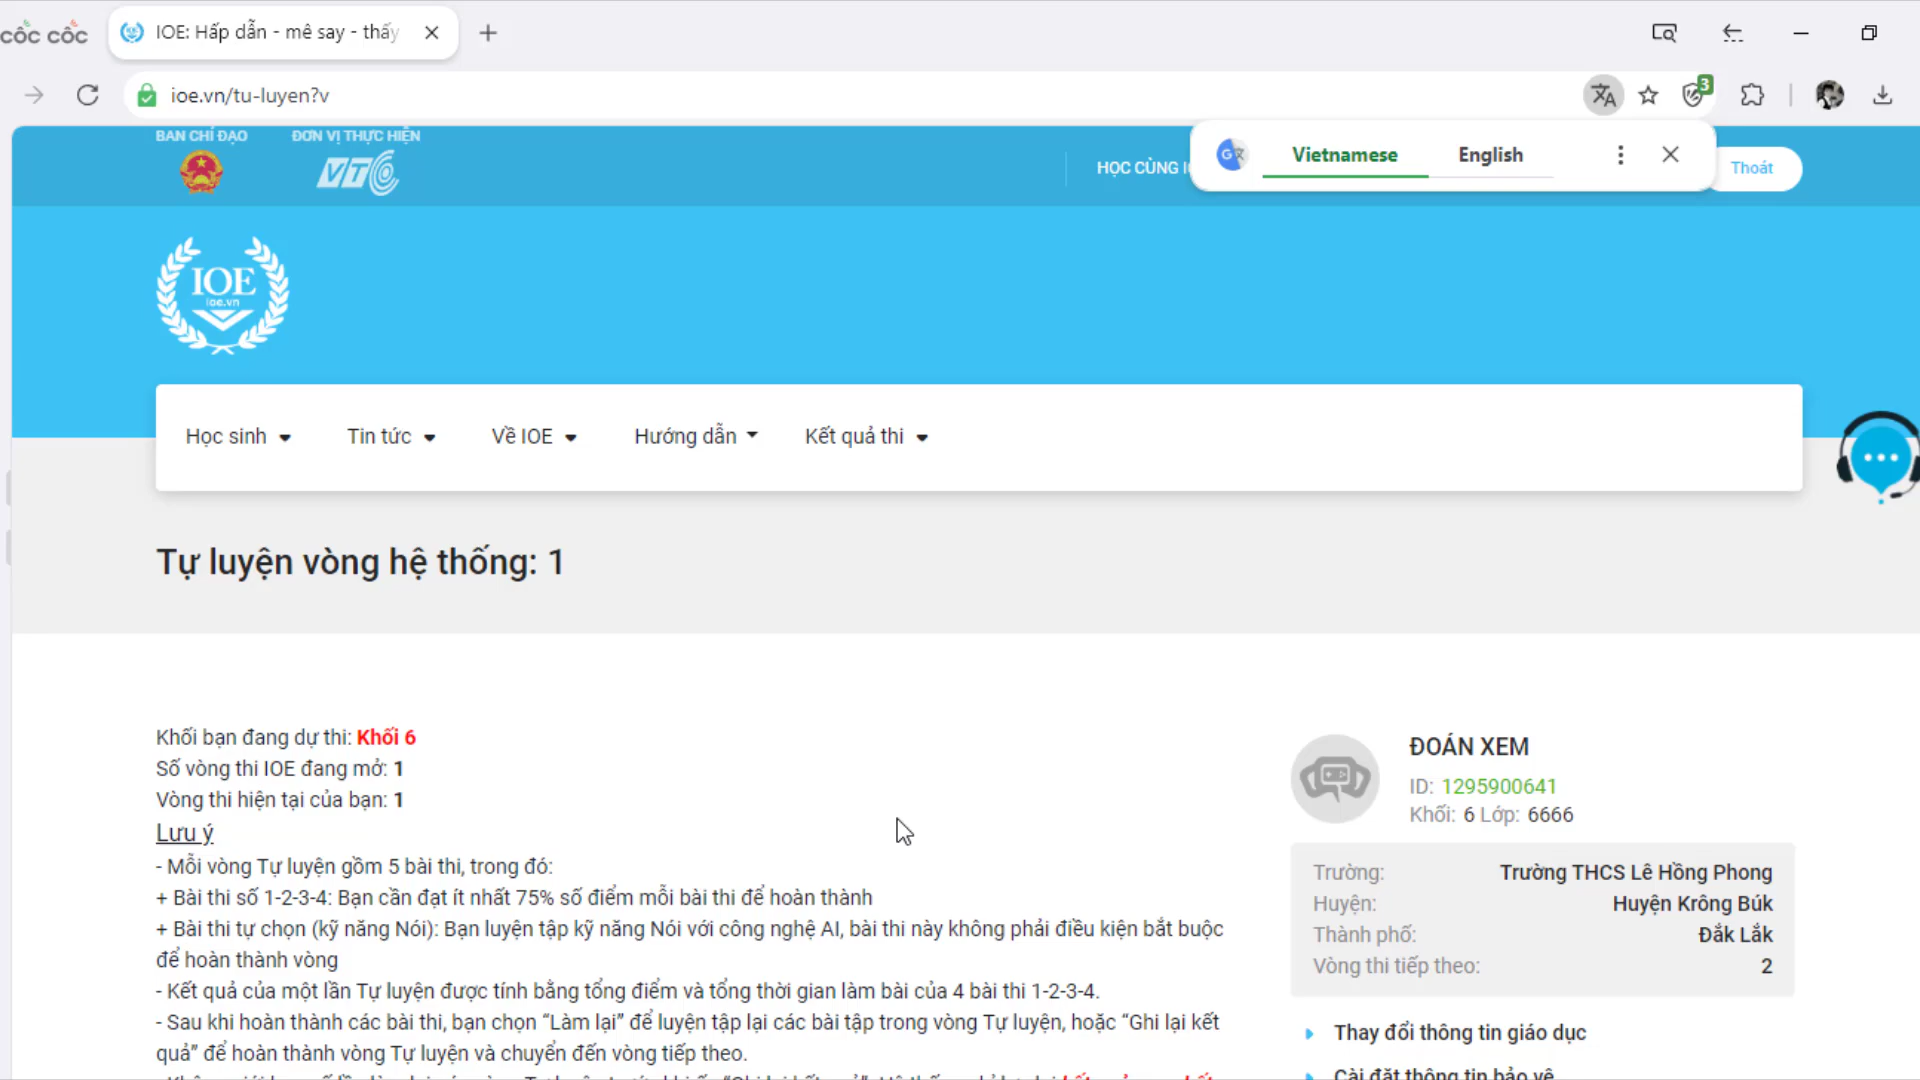 cốc cốc
IOE: Hấp dẫn - mê say - thấy
ioe.vn/tu-luyen?v
3
BAN CHỈ ĐẠO
ĐƠN VỊ THỰC HIỆN
VTC
HỌC CÙNG
Vietnamese
English
Thoát
IOE
ioe.vn
Học sinh
Tin tức
Về IOE
Hướng dẫn
Kết quả thi
Tự luyện vòng hệ thống: 1
Khối bạn đang dự thi: Khối 6
Số vòng thi IOE đang mở: 1
Vòng thi hiện tại của bạn: 1
Lưu ý
- Mỗi vòng Tự luyện gồm 5 bài thi, trong đó:
+ Bài thi số 1-2-3-4: Bạn cần đạt ít nhất 75% số điểm mỗi bài thi để hoàn thành
+ Bài thi tự chọn (kỹ năng Nói): Bạn luyện tập kỹ năng Nói với công nghệ AI, bài thi này không phải điều kiện bắt buộc
để hoàn thành vòng
- Kết quả của một lần Tự luyện được tính bằng tổng điểm và tổng thời gian làm bài của 4 bài thi 1-2-3-4.
- Sau khi hoàn thành các bài thi, bạn chọn “Làm lại” để luyện tập lại các bài tập trong vòng Tự luyện, hoặc “Ghi lại kết
quả” để hoàn thành vòng Tự luyện và chuyển đến vòng tiếp theo.
ĐOÁN XEM
ID: 1295900641
Khối: 6 Lớp: 6666
Trường: Trường THCS Lê Hồng Phong
Huyện: Huyện Krông Búk
Thành phố: Đắk Lắk
Vòng thi tiếp theo: 2
Thay đổi thông tin giáo dục
Cài đặt thông tin bảo vệ